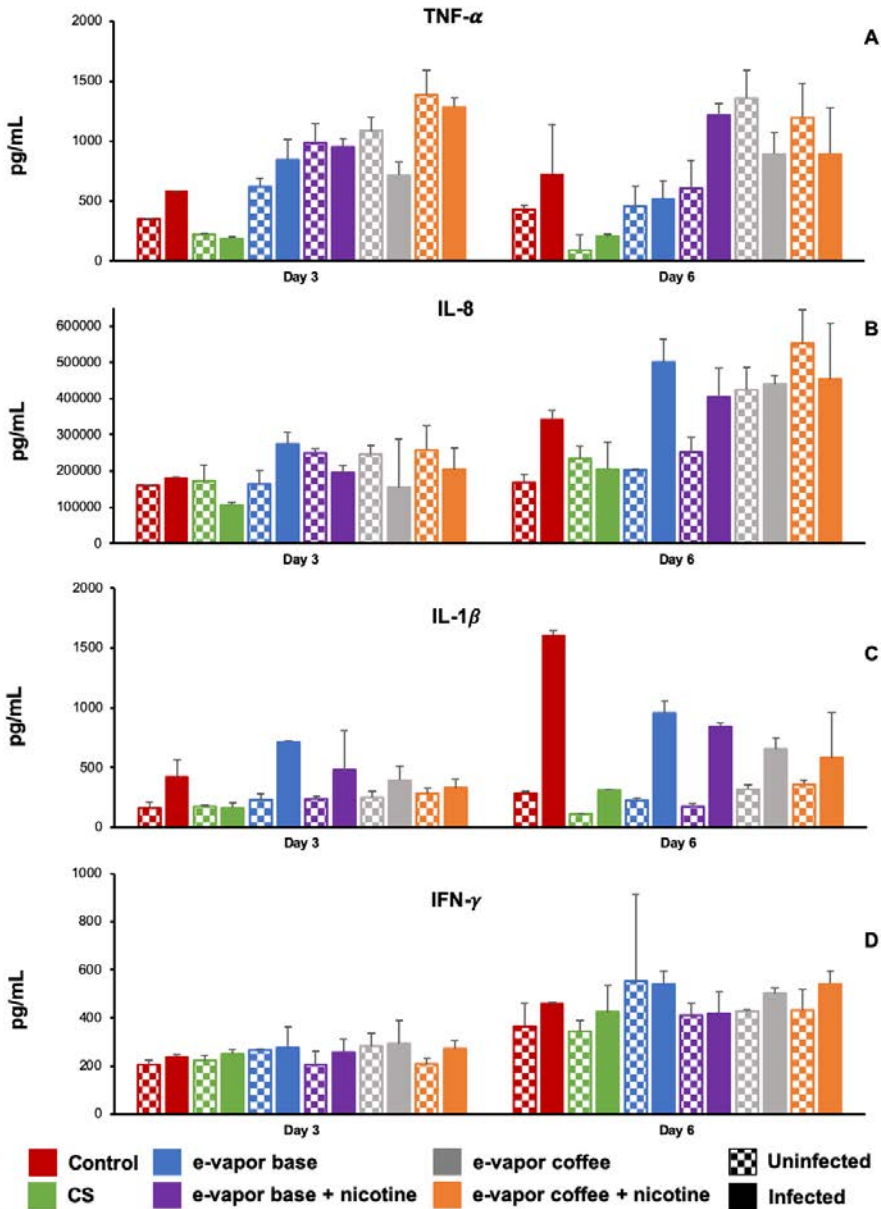 TNF-α
A
2000
1500
1000
500
0
pg/mL
Day 3
Day 6
IL-8
B
600000
500000
400000
300000
200000
100000
0
pg/mL
Day 3
Day 6
IL-1β
C
2000
1500
1000
500
0
pg/mL
Day 3
Day 6
IFN-γ
D
1000
800
600
400
200
0
pg/mL
Day 3
Day 6
Control e-vapor base e-vapor coffee Uninfected
CS e-vapor base + nicotine e-vapor coffee + nicotine Infected